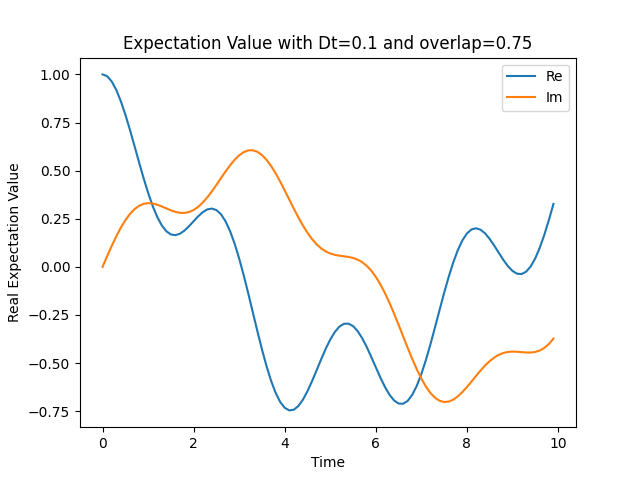 Expectation Value with Dt=0.1 and overlap=0.75
Re
Im
1.00
0.75
0.50
0.25
0.00
−0.25
−0.50
−0.75
Real Expectation Value
0 2 4 6 8 10
Time